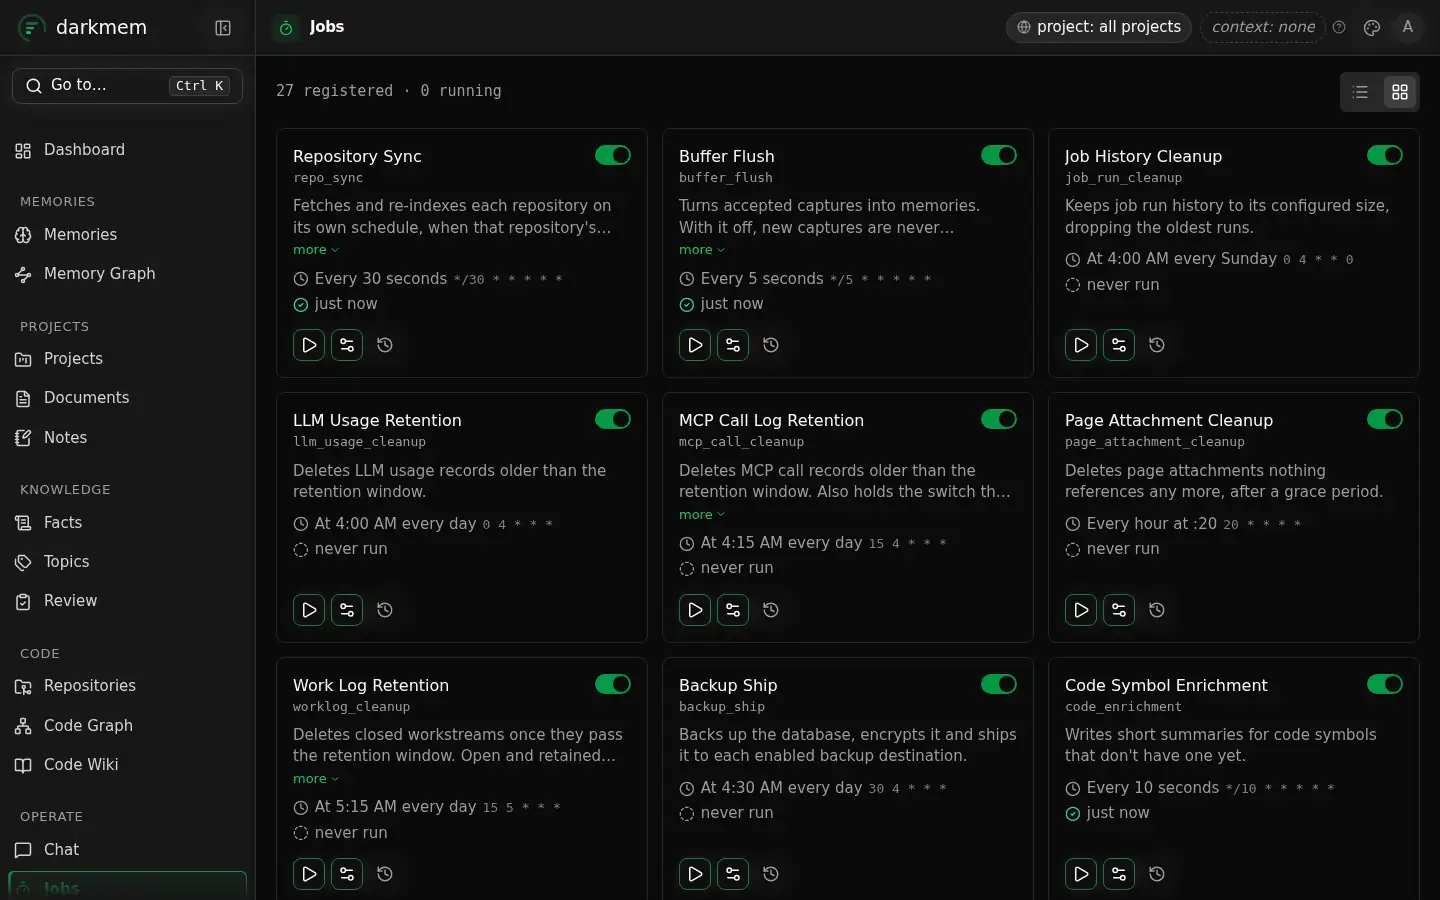 darkmem
Jobs
project: all projects
context: none
A
Go to...
Ctrl K
Dashboard
MEMORIES
Memories
Memory Graph
PROJECTS
Projects
Documents
Notes
KNOWLEDGE
Facts
Topics
Review
CODE
Repositories
Code Graph
Code Wiki
OPERATE
Chat
Jobs
27 registered · 0 running
Repository Sync
repo_sync
Fetches and re-indexes each repository on
its own schedule, when that repository's...
more
Every 30 seconds */30 * * * * *
just now
Buffer Flush
buffer_flush
Turns accepted captures into memories.
With it off, new captures are never...
more
Every 5 seconds */5 * * * * *
just now
Job History Cleanup
job_run_cleanup
Keeps job run history to its configured size,
dropping the oldest runs.
At 4:00 AM every Sunday 0 4 * * 0
never run
LLM Usage Retention
llm_usage_cleanup
Deletes LLM usage records older than the
retention window.
At 4:00 AM every day 0 4 * * *
never run
MCP Call Log Retention
mcp_call_cleanup
Deletes MCP call records older than the
retention window. Also holds the switch th...
more
At 4:15 AM every day 15 4 * * *
never run
Page Attachment Cleanup
page_attachment_cleanup
Deletes page attachments nothing
references any more, after a grace period.
Every hour at :20 20 * * * *
never run
Work Log Retention
worklog_cleanup
Deletes closed workstreams once they pass
the retention window. Open and retained...
more
At 5:15 AM every day 15 5 * * *
never run
Backup Ship
backup_ship
Backs up the database, encrypts it and ships
it to each enabled backup destination.
At 4:30 AM every day 30 4 * * *
never run
Code Symbol Enrichment
code_enrichment
Writes short summaries for code symbols
that don't have one yet.
Every 10 seconds */10 * * * * *
just now